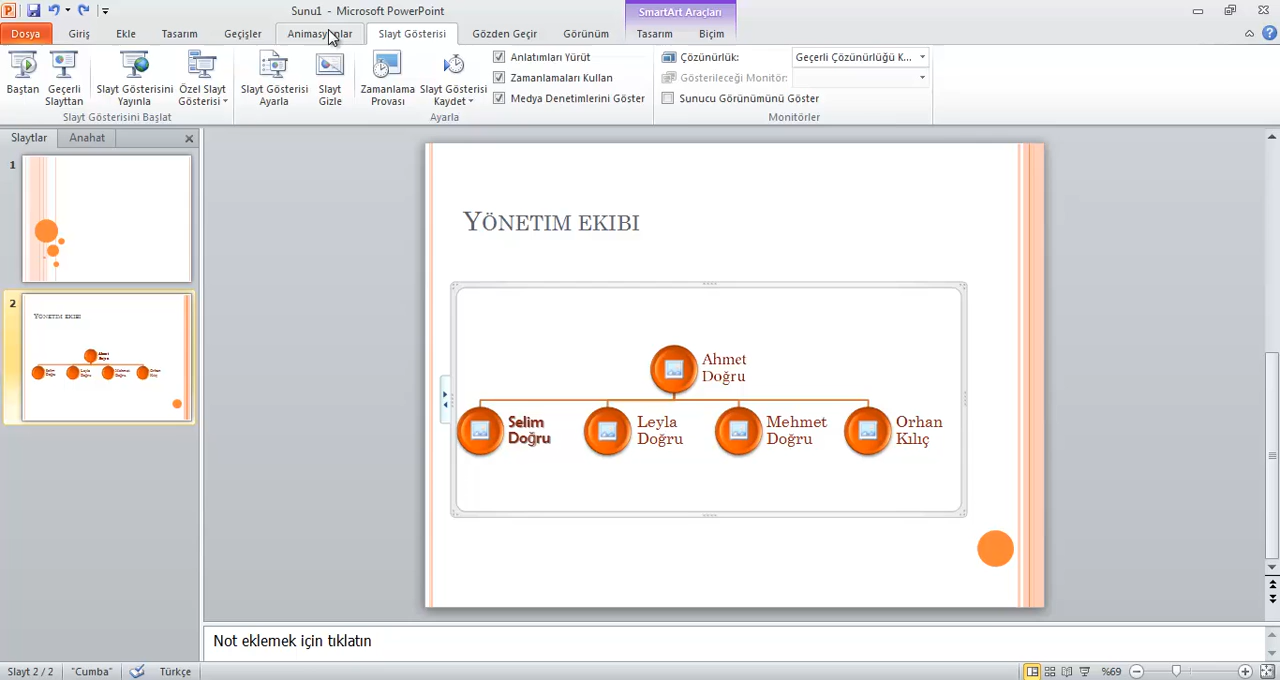 Sunu1 - Microsoft PowerPoint
SmartArt Araçları
Dosya Giriş Ekle Tasarım Geçişler Animasyonlar Slayt Gösterisi Gözden Geçir Görünüm Tasarım Biçim
Baştan
Geçerli Slayttan
Slayt Gösterisini Yayınla
Özel Slayt Gösterisi
Slayt Gösterisini Başlat
Slayt Gösterisi Ayarla
Slayt Gizle
Zamanlama Provası
Slayt Gösterisi Kaydet
Anlatımları Yürüt
Zamanlamaları Kullan
Medya Denetimlerini Göster
Ayarla
Çözünürlük: Geçerli Çözünürlüğü K...
Gösterileceği Monitör:
Sunucu Görünümünü Göster
Monitörler
Slaytlar Anahat
1
2
YÖNETIM EKIBI
YÖNETIM EKIBI
Ahmet
Doğru
Selim
Doğru
Leyla
Doğru
Mehmet
Doğru
Orhan
Kılıç
Not eklemek için tıklatın
Slayt 2 / 2 "Cumba" Türkçe %69